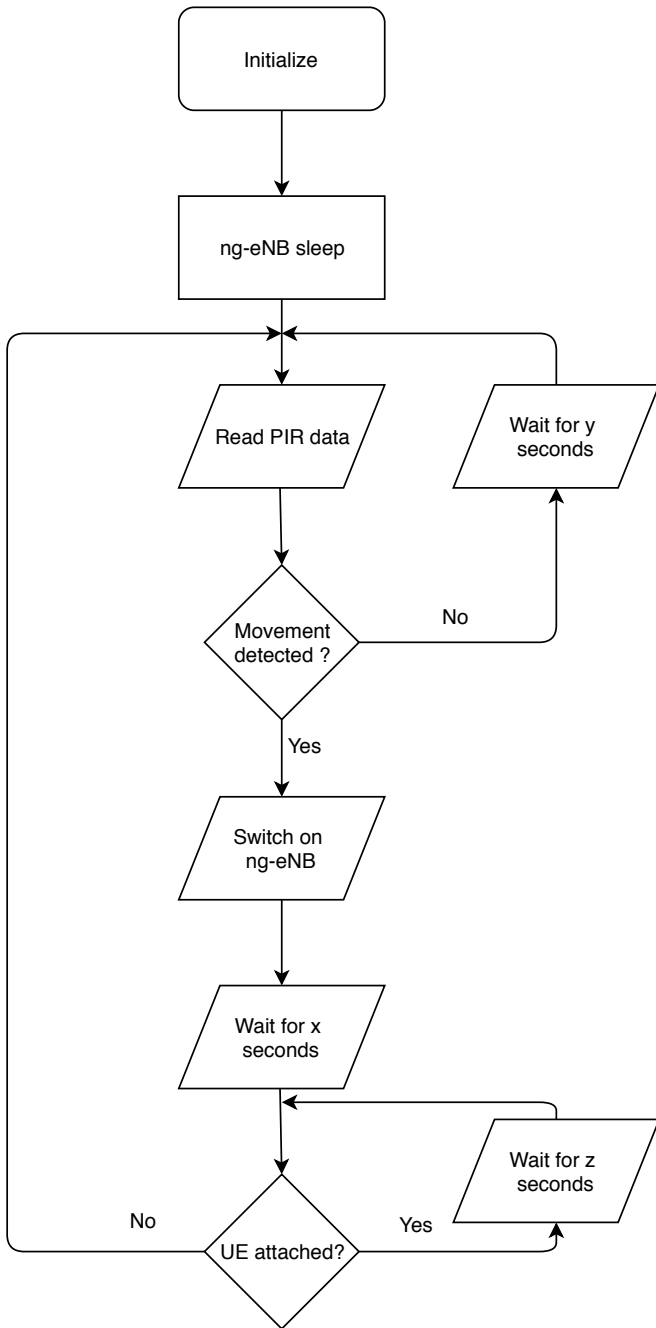 Initialize
ng-eNB sleep
Read PIR data
Wait for y
seconds
Movement
detected ?
No
Yes
Switch on
ng-eNB
Wait for x
seconds
Wait for z
seconds
No
UE attached?
Yes